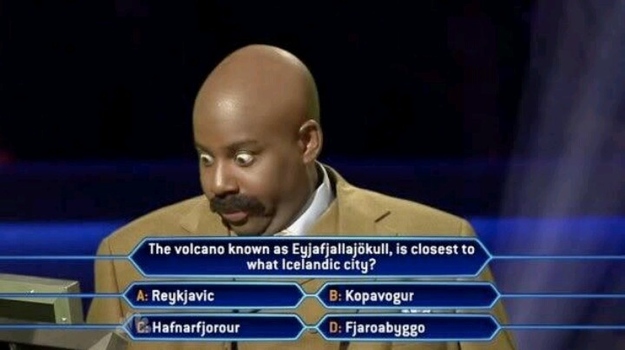 The volcano known as Eyjafjallajökull, is closest to
what Icelandic city?
A: Reykjavic
B: Kopavogur
C: Hafnarfjorour
D: Fjaroabyggo